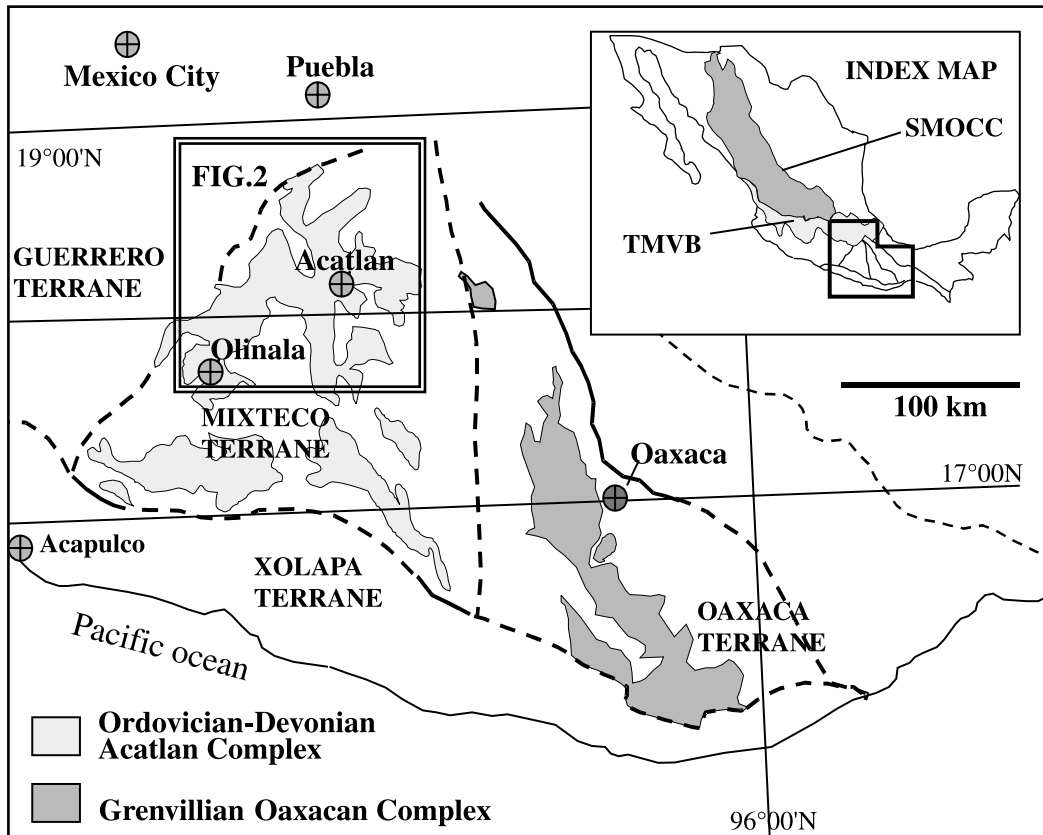 Mexico City
Puebla
INDEX MAP
SMOCC
TMVB
19°00'N
FIG.2
GUERRERO
TERRANE
Acatlan
Olinala
MIXTECO
TERRANE
100 km
Oaxaca
17°00N
Acapulco
XOLAPA
TERRANE
OAXACA
TERRANE
Pacific ocean
Ordovician-Devonian
Acatlan Complex
Grenvillian Oaxacan Complex
96°00'N